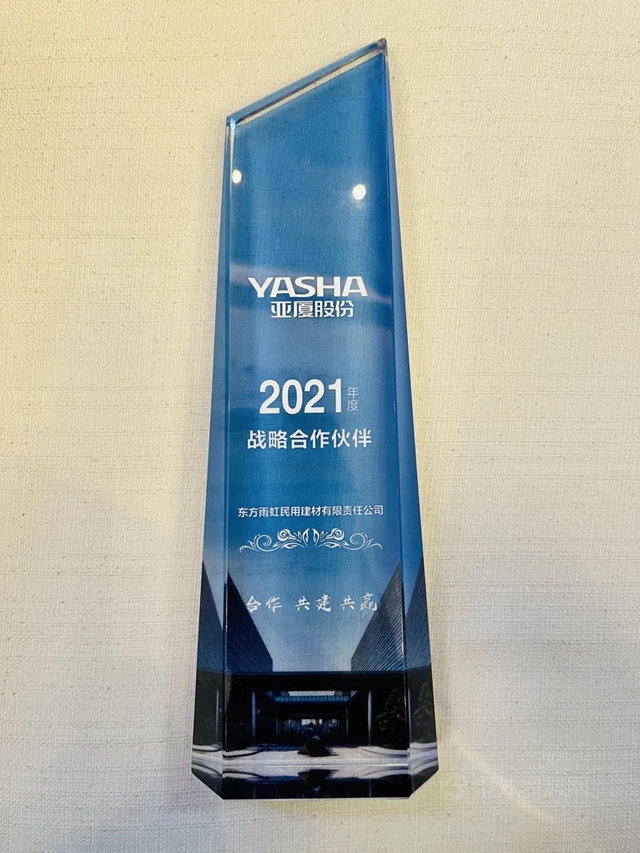 YASHA
亚厦股份
2021年度
战略合作伙伴
东方雨虹民用建材有限责任公司
合作 共建 共赢